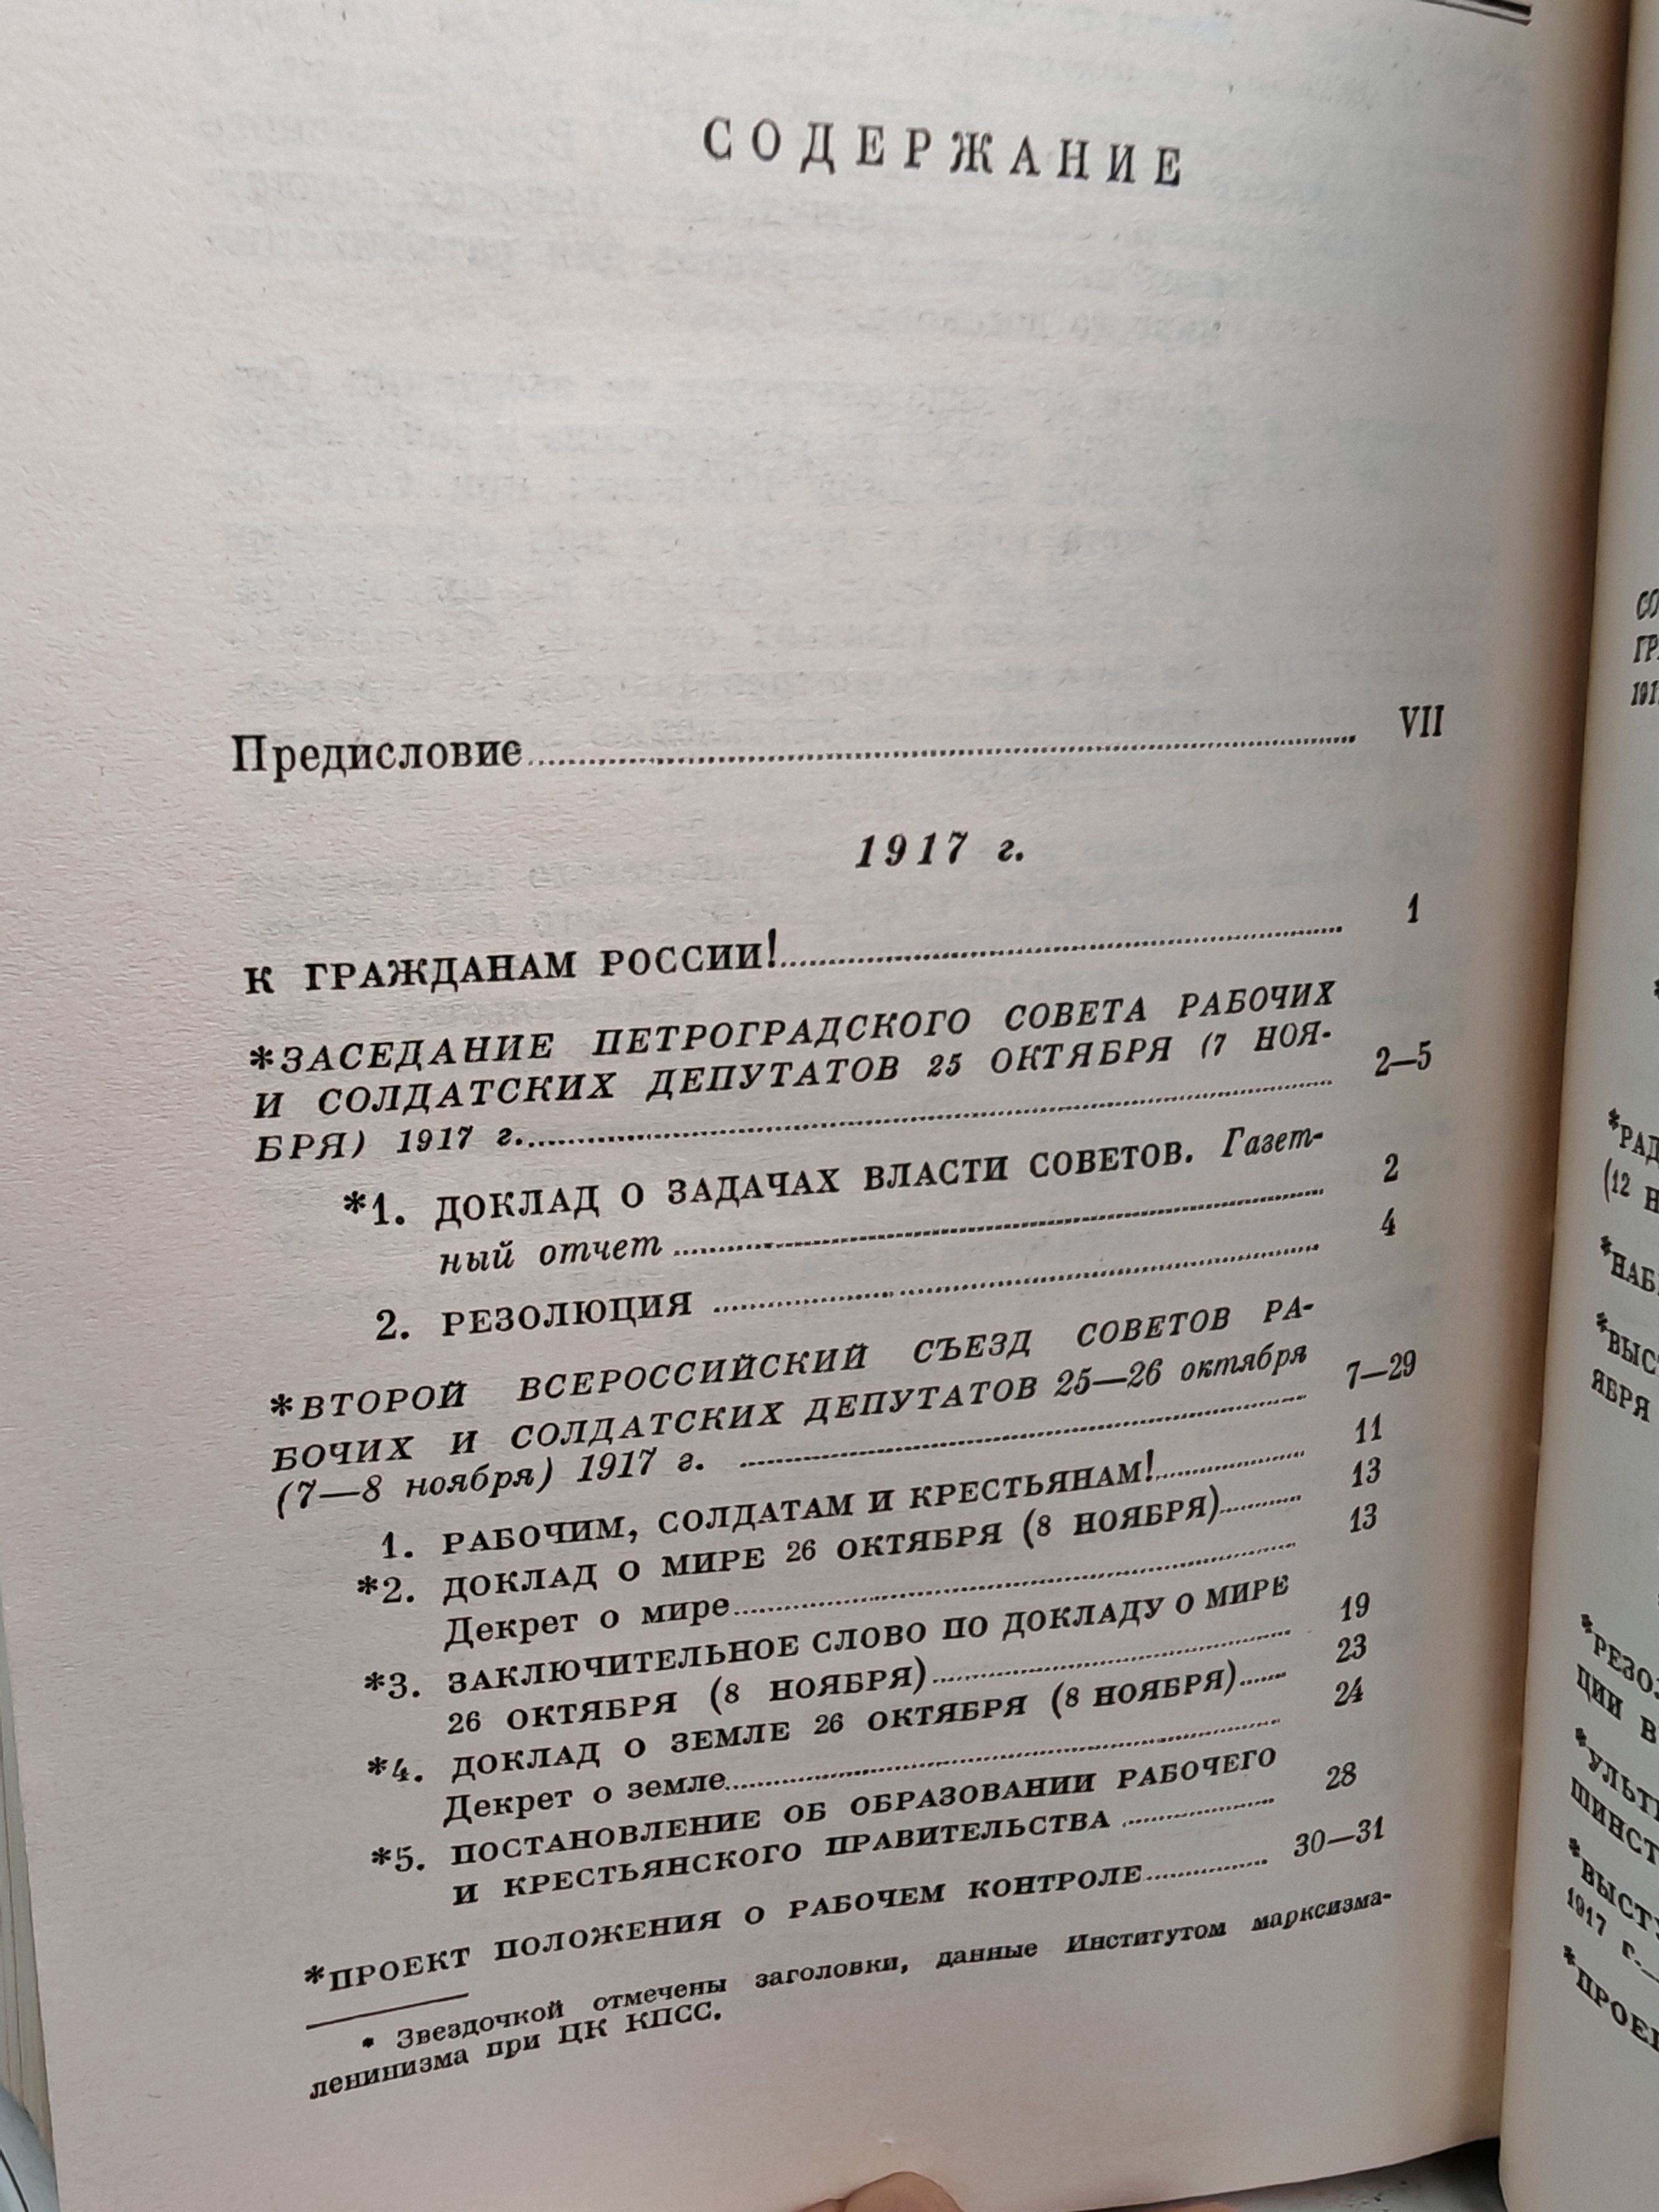 СОДЕРЖАНИЕ
Предисловие VII
1917 г.
К ГРАЖДАНАМ РОССИИ! 1
*ЗАСЕДАНИЕ ПЕТРОГРАДСКОГО СОВЕТА РАБОЧИХ
И СОЛДАТСКИХ ДЕПУТАТОВ 25 ОКТЯБРЯ (7 НОЯ-
БРЯ) 1917 г. 2—5
*1. ДОКЛАД О ЗАДАЧАХ ВЛАСТИ СОВЕТОВ. Газет-
ный отчет 2
2. РЕЗОЛЮЦИЯ 4
*ВТОРОЙ ВСЕРОССИЙСКИЙ СЪЕЗД СОВЕТОВ РА-
БОЧИХ И СОЛДАТСКИХ ДЕПУТАТОВ 25—26 октября
(7—8 ноября) 1917 г. 7—29
1. РАБОЧИМ, СОЛДАТАМ И КРЕСТЬЯНАМ! 11
*2. ДОКЛАД О МИРЕ 26 ОКТЯБРЯ (8 НОЯБРЯ) 13
Декрет о мире 13
*3. ЗАКЛЮЧИТЕЛЬНОЕ СЛОВО ПО ДОКЛАДУ О МИРЕ
26 ОКТЯБРЯ (8 НОЯБРЯ) 19
*4. ДОКЛАД О ЗЕМЛЕ 26 ОКТЯБРЯ (8 НОЯБРЯ) 23
Декрет о земле 24
*5. ПОСТАНОВЛЕНИЕ ОБ ОБРАЗОВАНИИ РАБОЧЕГО
И КРЕСТЬЯНСКОГО ПРАВИТЕЛЬСТВА 28
*ПРОЕКТ ПОЛОЖЕНИЯ О РАБОЧЕМ КОНТРОЛЕ 30—31
* Звездочкой отмечены заголовки, данные Институтом марксизма-
ленинизма при ЦК КПСС.